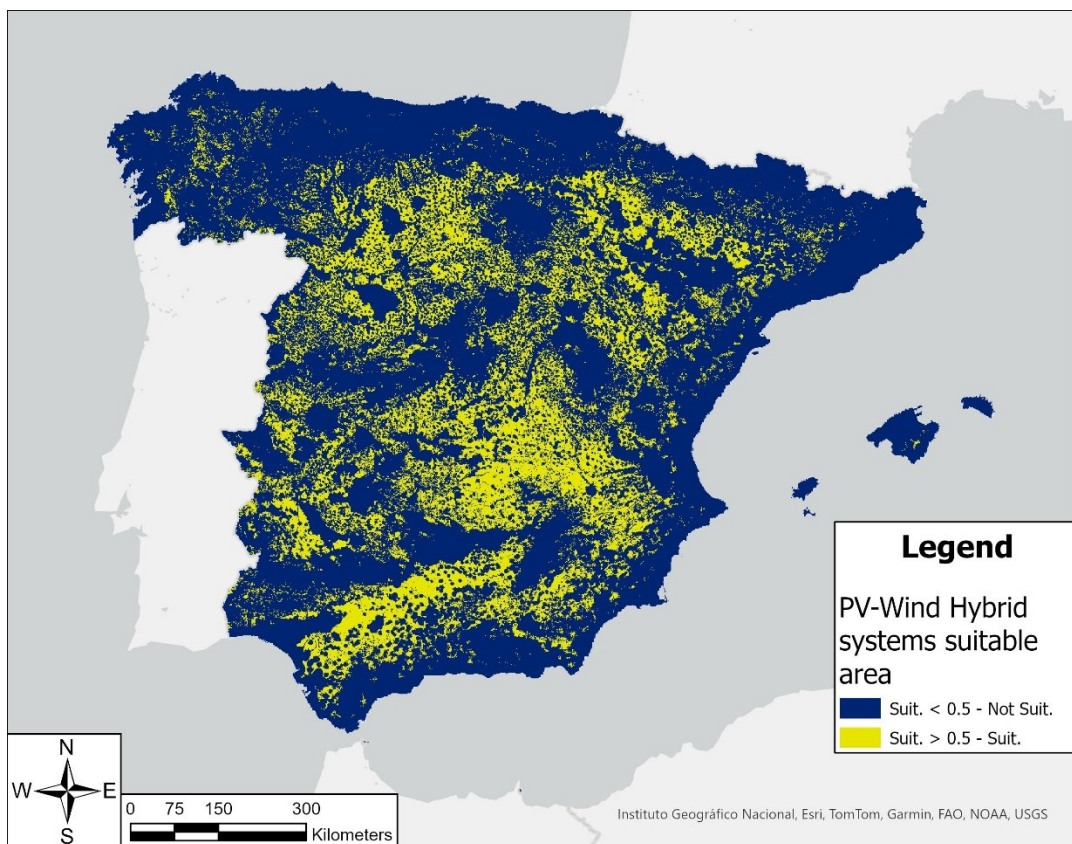 Legend
PV-Wind Hybrid
systems suitable
area
Suit. < 0.5 - Not Suit.
Suit. > 0.5 - Suit.
N
W E
S
0 75 150 300
Kilometers
Instituto Geográfico Nacional, Esri, TomTom, Garmin, FAO, NOAA, USGS